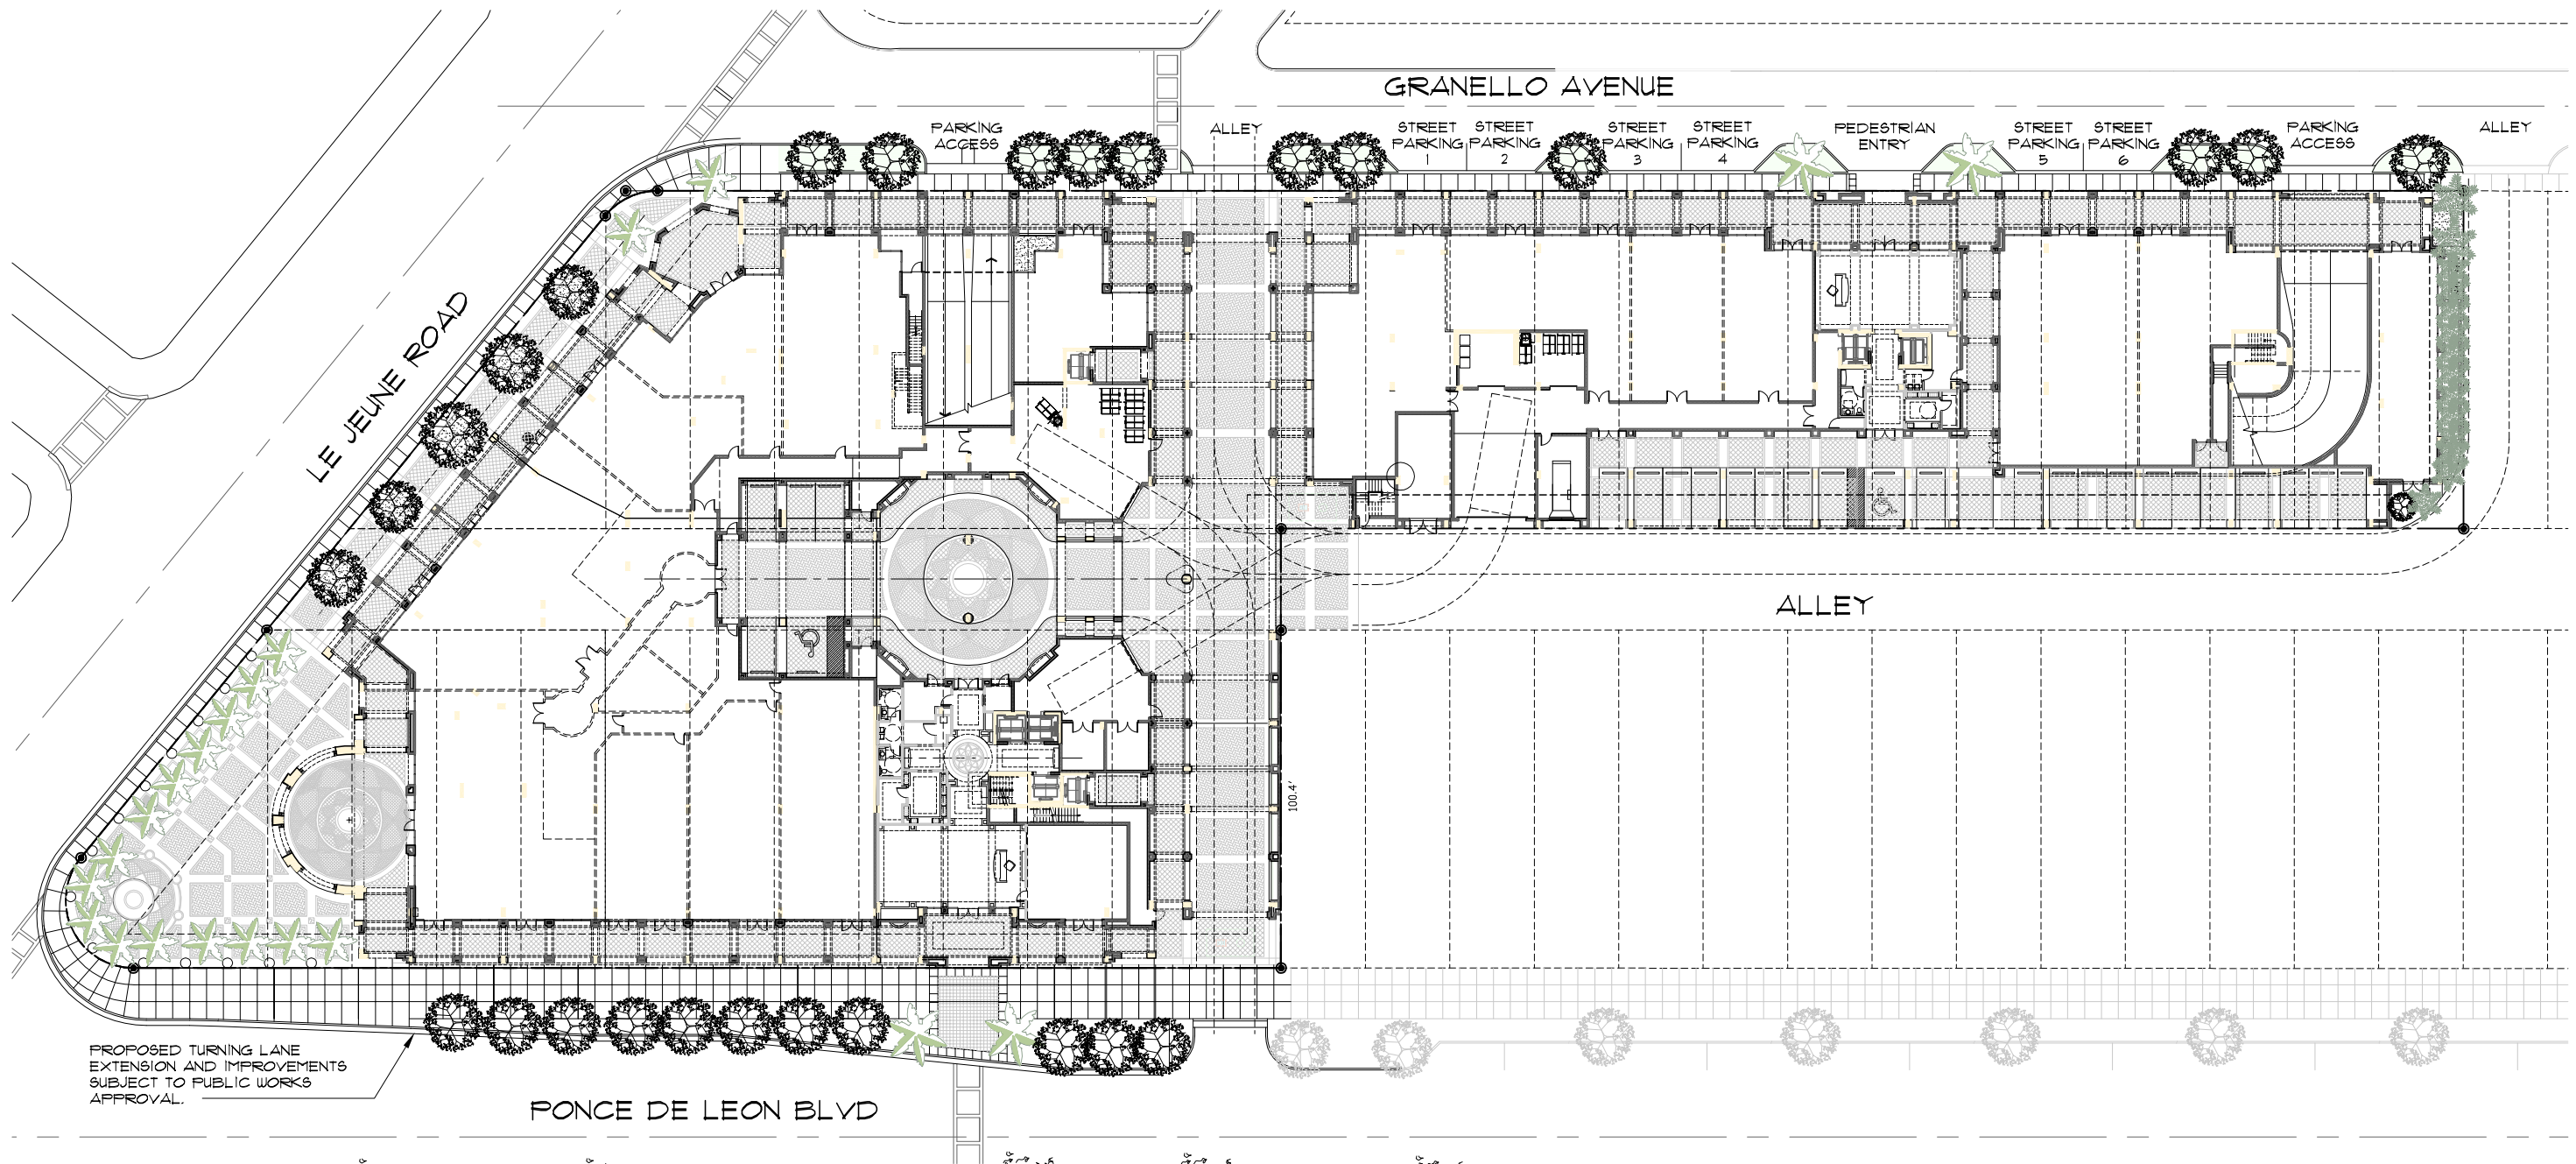 GRANELLO AVENUE
PARKING
ACCESS
ALLEY
STREET
PARKING
1
STREET
PARKING
2
STREET
PARKING
3
STREET
PARKING
4
PEDESTRIAN
ENTRY
STREET
PARKING
5
STREET
PARKING
6
PARKING
ACCESS
ALLEY
LE JEUNE ROAD
ALLEY
100.4'
PROPOSED TURNING LANE
EXTENSION AND IMPROVEMENTS
SUBJECT TO PUBLIC WORKS
APPROVAL.
PONCE DE LEON BLVD